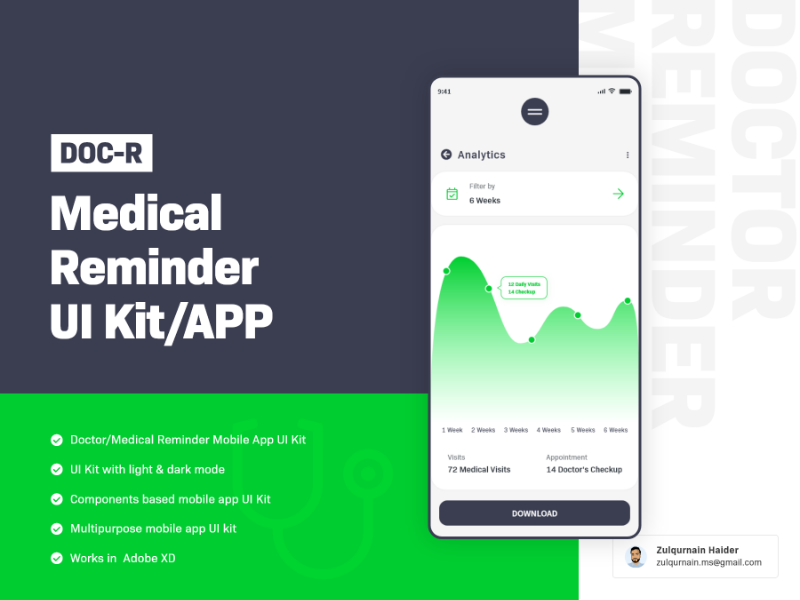 DOC-R
Medical
Reminder
UI Kit/APP
Doctor/Medical Reminder Mobile App UI Kit
UI Kit with light & dark mode
Components based mobile app UI Kit
Multipurpose mobile app UI kit
Works in Adobe XD
9:41
Analytics
Filter by
6 Weeks
12 Daily Visits
14 Checkup
1 Week 2 Weeks 3 Weeks 4 Weeks 5 Weeks 6 Weeks
Visits Appointment
72 Medical Visits 14 Doctor's Checkup
DOWNLOAD
DOCTOR
REMINDER
Zulqurnain Haider
zulqurnain.ms@gmail.com